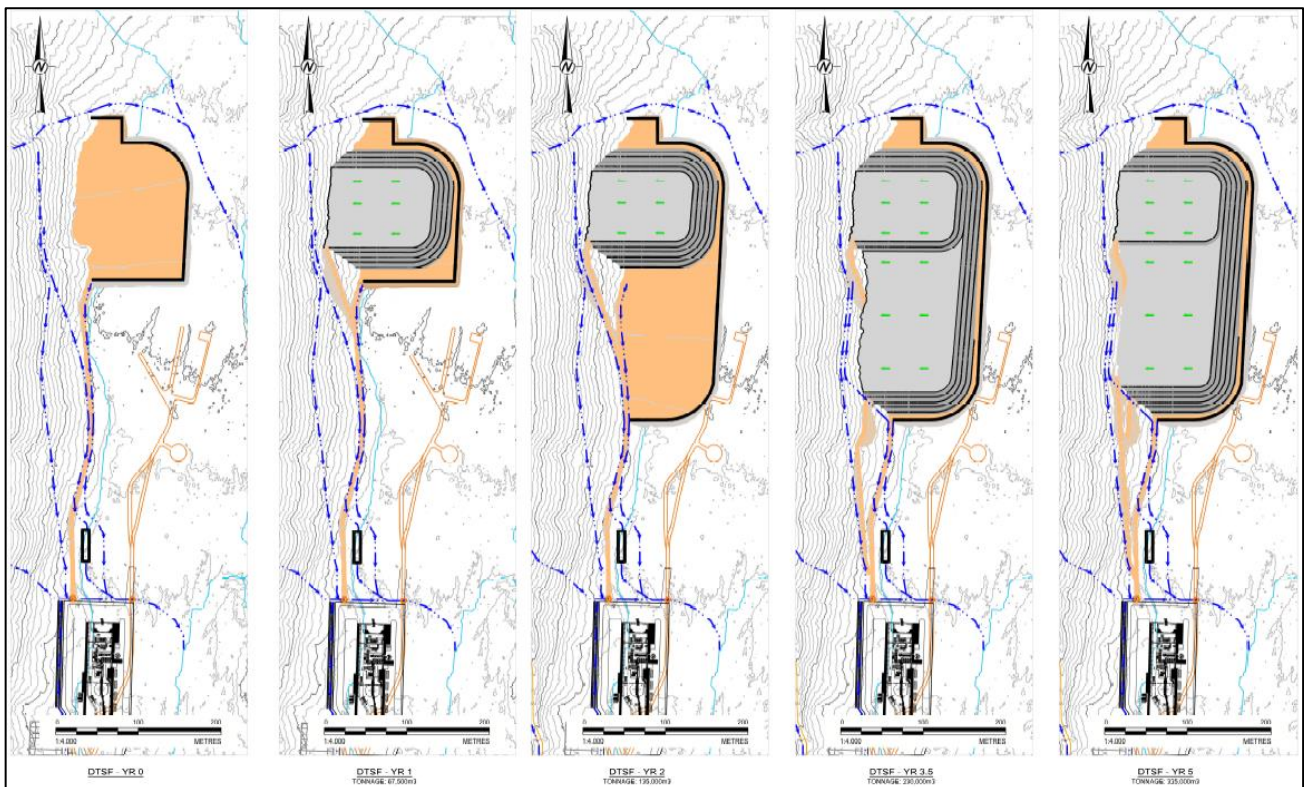 N
N
N
N
N
0 100 200
1:4,000 METRES
DTSF - YR 0
0 100 200
1:4,000 METRES
DTSF - YR 1
TONNAGE: 67,500m3
0 100 200
1:4,000 METRES
DTSF - YR 2
TONNAGE: 135,000m3
0 100 200
1:4,000 METRES
DTSF - YR 3.5
TONNAGE: 230,000m3
0 100 200
1:4,000 METRES
DTSF - YR 5
TONNAGE: 335,000m3